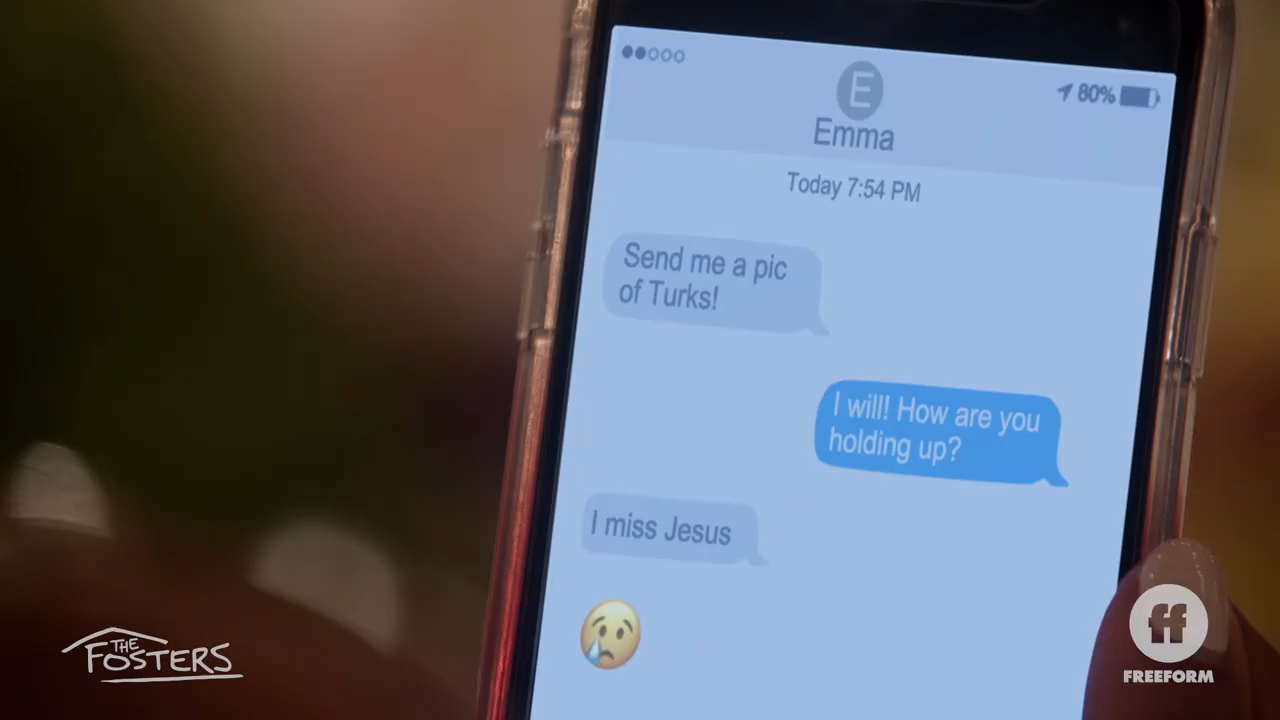 E
80%
Emma
Today 7:54 PM
Send me a pic
of Turks!
I will! How are you
holding up?
I miss Jesus
THE
FOSTERS
ff
FREEFORM